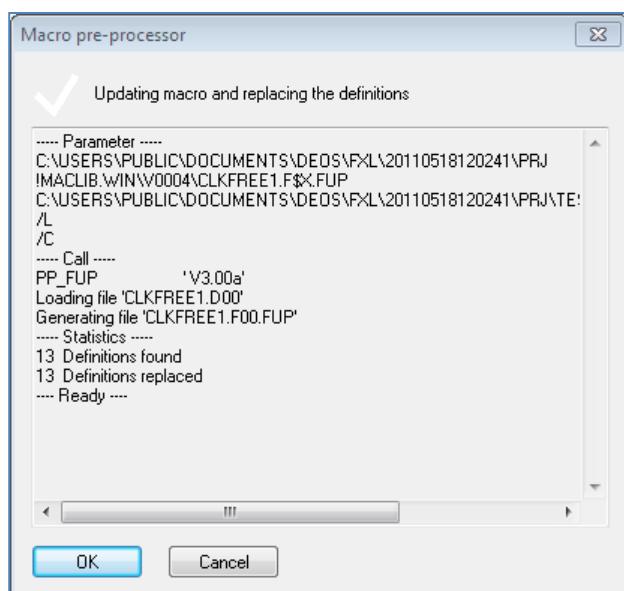 Macro pre-processor
Updating macro and replacing the definitions
----- Parameter -----
C:\USERS\PUBLIC\DOCUMENTS\DEOS\FXL\20110518120241\PRJ
!MACLIB.WIN\V0004\CLKFREE1.F$X.FUP
C:\USERS\PUBLIC\DOCUMENTS\DEOS\FXL\20110518120241\PRJ\TES
/L
/C
----- Call -----
PP_FUP 'V3.00a'
Loading file 'CLKFREE1.D00'
Generating file 'CLKFREE1.F00.FUP'
----- Statistics -----
13 Definitions found
13 Definitions replaced
---- Ready ----
OK Cancel